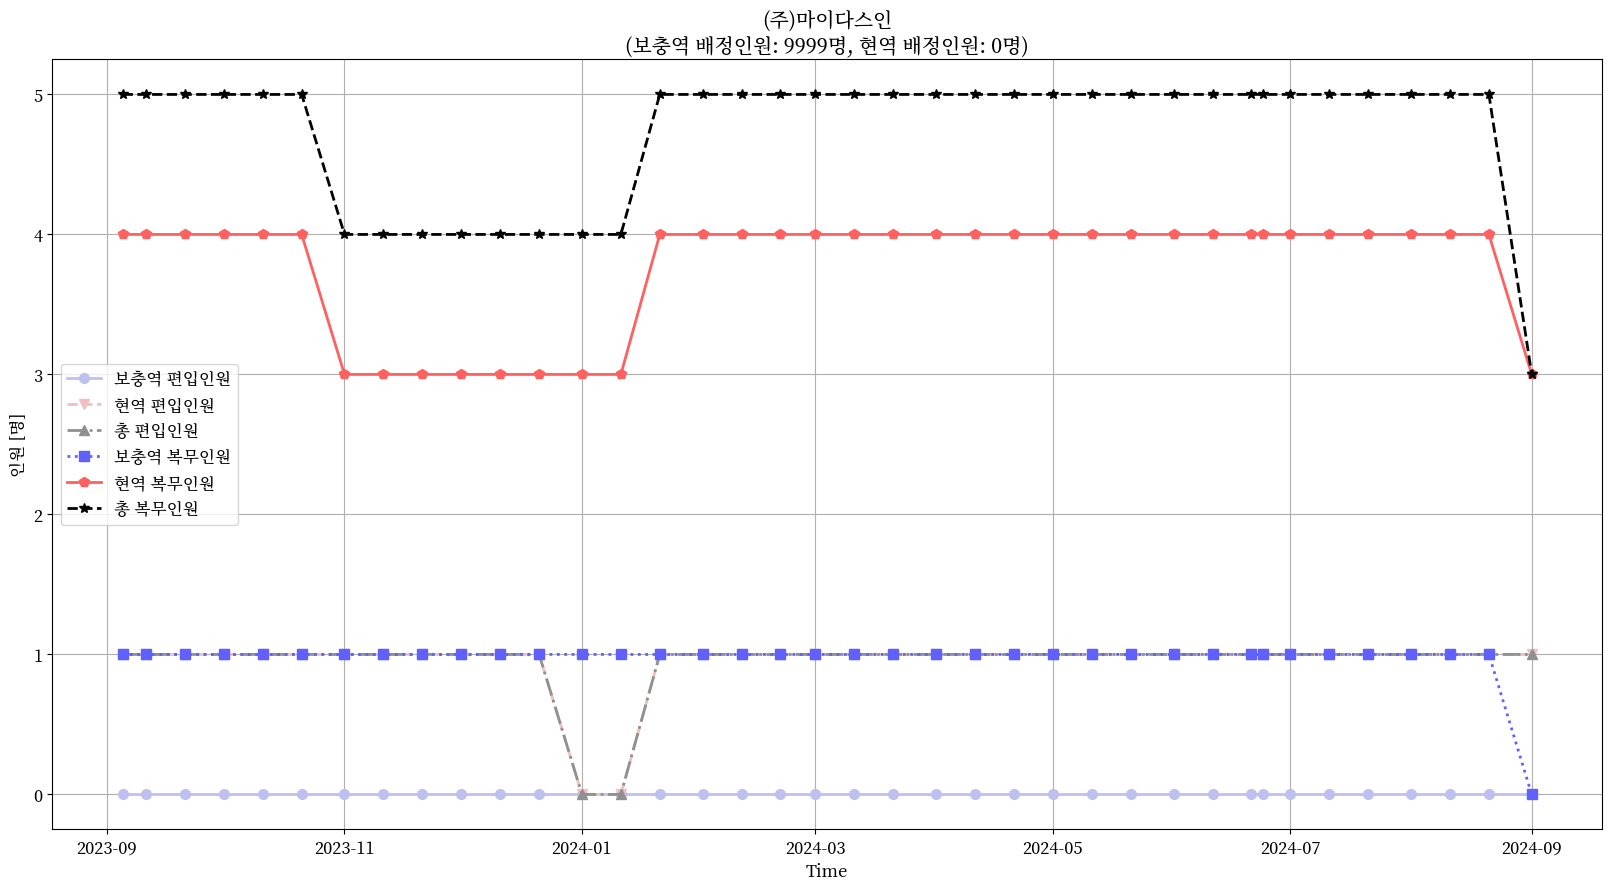 (주)마이다스인
(보충역 배정인원: 9999명, 현역 배정인원: 0명)
인원 [명]
5
4
3
2
1
0
보충역 편입인원
현역 편입인원
총 편입인원
보충역 복무인원
현역 복무인원
총 복무인원
2023-09
2023-11
2024-01
2024-03
2024-05
2024-07
2024-09
Time